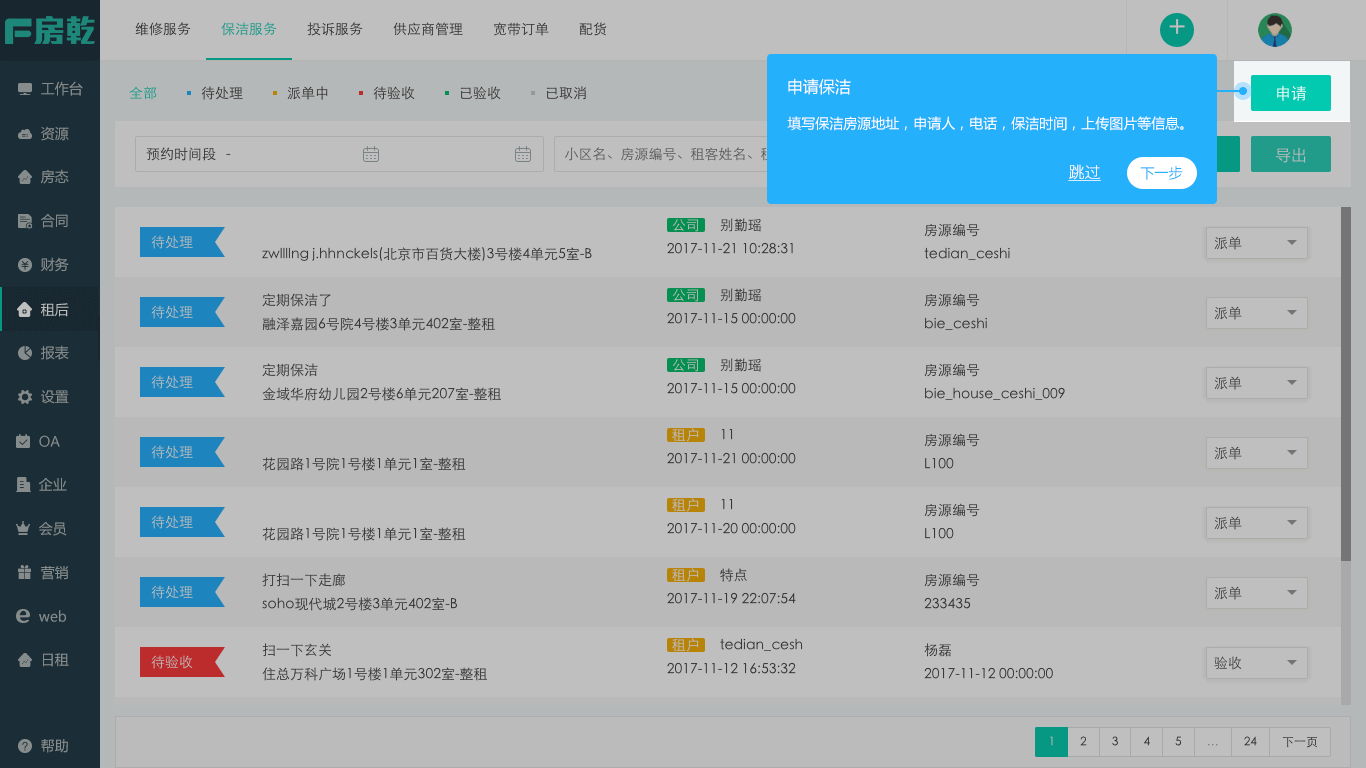 房乾
维修服务 保洁服务 投诉服务 供应商管理 宽带订单 配货
工作台
资源
房态
合同
财务
租后
报表
设置
OA
企业
会员
营销
web
日租
帮助
全部 待处理 派单中 待验收 已验收 已取消
申请
申请保洁
填写保洁房源地址，申请人，电话，保洁时间，上传图片等信息。
跳过 下一步
预约时间段 -
小区名、房源编号、租客姓名、
导出
待处理
zwllllng j.hhnckels(北京市百货大楼)3号楼4单元5室-B
公司 别勤瑶
2017-11-21 10:28:31
房源编号
tedian_ceshi
派单
待处理
定期保洁了
融泽嘉园6号院4号楼3单元402室-整租
公司 别勤瑶
2017-11-15 00:00:00
房源编号
bie_ceshi
派单
待处理
定期保洁
金域华府幼儿园2号楼6单元207室-整租
公司 别勤瑶
2017-11-15 00:00:00
房源编号
bie_house_ceshi_009
派单
待处理
花园路1号院1号楼1单元1室-整租
租户 11
2017-11-21 00:00:00
房源编号
L100
派单
待处理
花园路1号院1号楼1单元1室-整租
租户 11
2017-11-20 00:00:00
房源编号
L100
派单
待处理
打扫一下走廊
soho现代城2号楼3单元402室-B
租户 特点
2017-11-19 22:07:54
房源编号
233435
派单
待验收
扫一下玄关
住总万科广场1号楼1单元302室-整租
租户 tedian_cesh
2017-11-12 16:53:32
杨磊
2017-11-12 00:00:00
验收
1 2 3 4 5 ... 24 下一页